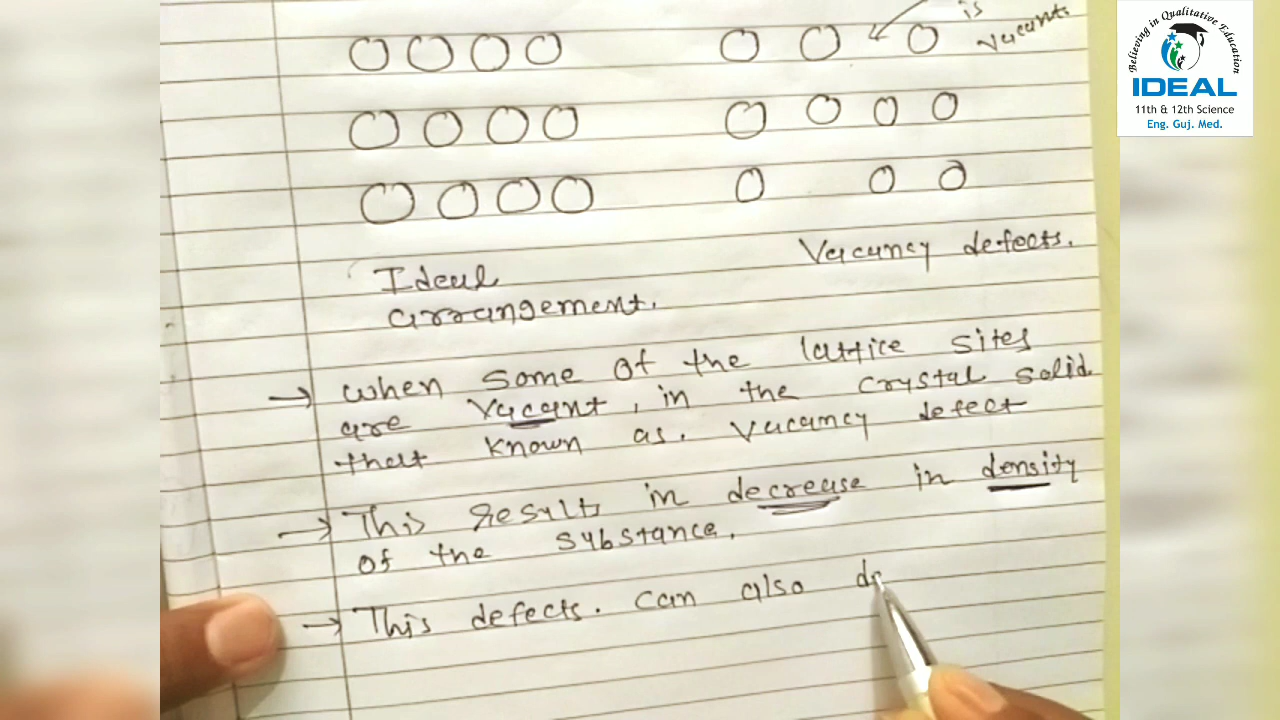 is
vacant.
Vacancy defects.
Ideal
arrangement.
→ When some of the lattice sites
are vacant, in the crystal solid
that known as. vacancy defect
→ This results in decrease in density
of the substance.
→ This defects. can also de
Believing in Qualitative Education
IDEAL
11th & 12th Science
Eng. Guj. Med.